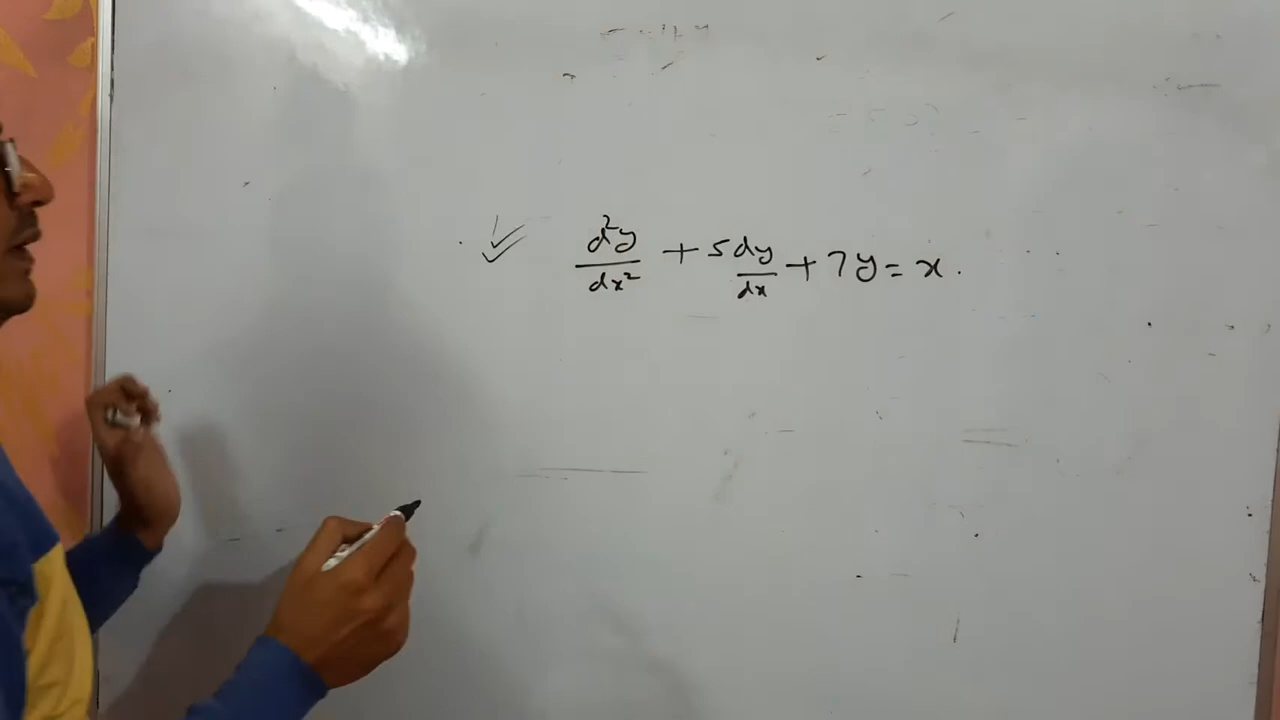 d²y/dx² + 5 dy/dx + 7y = x.